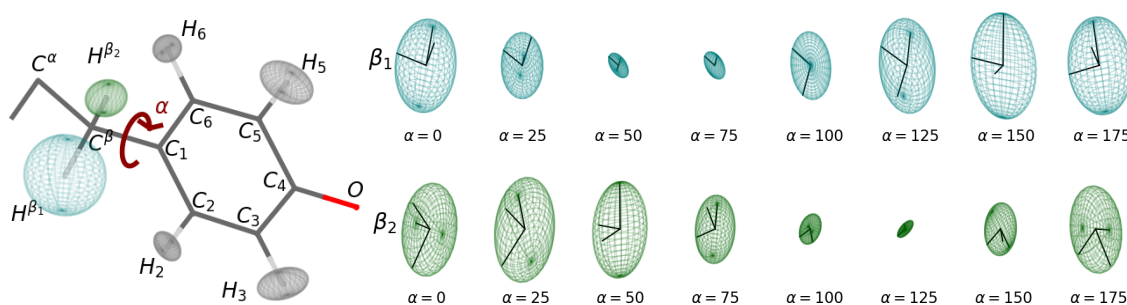 H₆
H^β₂
C^α
H₅
α
C₆
C₅
C^β
C₁
C₄
O
C₂
C₃
H^β₁
H₂
H₃
β₁
α = 0 α = 25 α = 50 α = 75 α = 100 α = 125 α = 150 α = 175
β₂
α = 0 α = 25 α = 50 α = 75 α = 100 α = 125 α = 150 α = 175